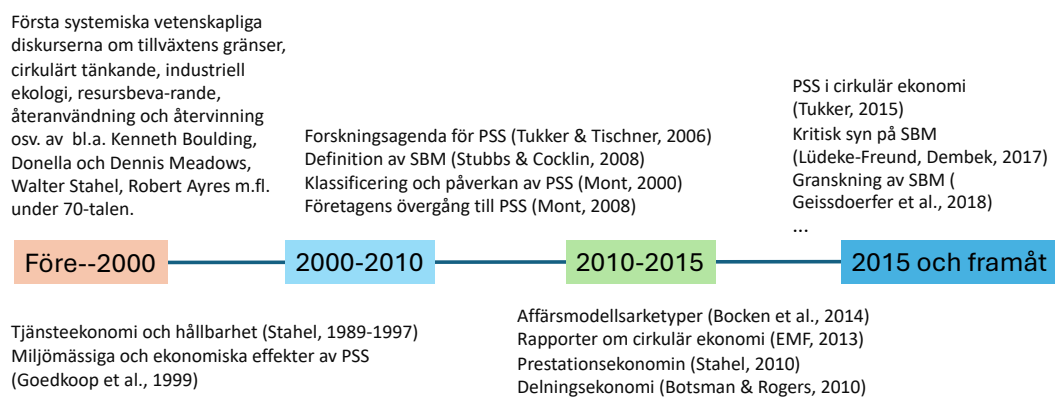 Första systemiska vetenskapliga
diskurserna om tillväxtens gränser,
cirkulärt tänkande, industriell
ekologi, resursbeva-rande,
återanvändning och återvinning
osv. av  bl.a. Kenneth Boulding,
Donella och Dennis Meadows,
Walter Stahel, Robert Ayres m.fl.
under 70-talen.
Forskningsagenda för PSS (Tukker & Tischner, 2006)
Definition av SBM (Stubbs & Cocklin, 2008)
Klassificering och påverkan av PSS (Mont, 2000)
Företagens övergång till PSS (Mont, 2008)
PSS i cirkulär ekonomi
(Tukker, 2015)
Kritisk syn på SBM
(Lüdeke-Freund, Dembek, 2017)
Granskning av SBM (
Geissdoerfer et al., 2018)
...
Före--2000
2000-2010
2010-2015
2015 och framåt
Tjänsteekonomi och hållbarhet (Stahel, 1989-1997)
Miljömässiga och ekonomiska effekter av PSS
(Goedkoop et al., 1999)
Affärsmodellsarketyper (Bocken et al., 2014)
Rapporter om cirkulär ekonomi (EMF, 2013)
Prestationsekonomin (Stahel, 2010)
Delningsekonomi (Botsman & Rogers, 2010)